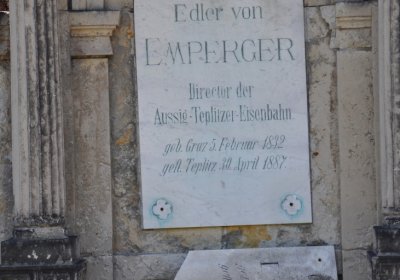 Edler von
EMPERGER
Director der
Aussig-Teplitzer-Eisenbahn
geb. Graz 5. Februar 1832
gest. Teplitz 30. April 1887.